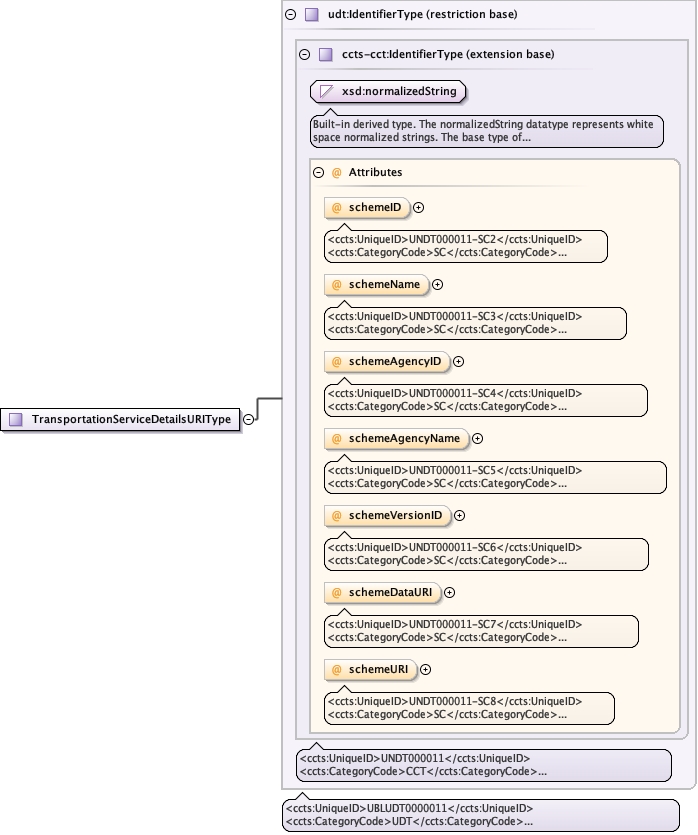 udt:IdentifierType (restriction base)
ccts-cct:IdentifierType (extension base)
xsd:normalizedString
Built-in derived type. The normalizedString datatype represents white
space normalized strings. The base type of...
@ Attributes
@ schemeID
<ccts:UniqueID>UNDT000011-SC2</ccts:UniqueID>
<ccts:CategoryCode>SC</ccts:CategoryCode>...
@ schemeName
<ccts:UniqueID>UNDT000011-SC3</ccts:UniqueID>
<ccts:CategoryCode>SC</ccts:CategoryCode>...
@ schemeAgencyID
<ccts:UniqueID>UNDT000011-SC4</ccts:UniqueID>
<ccts:CategoryCode>SC</ccts:CategoryCode>...
TransportationServiceDetailsURIType
@ schemeAgencyName
<ccts:UniqueID>UNDT000011-SC5</ccts:UniqueID>
<ccts:CategoryCode>SC</ccts:CategoryCode>...
@ schemeVersionID
<ccts:UniqueID>UNDT000011-SC6</ccts:UniqueID>
<ccts:CategoryCode>SC</ccts:CategoryCode>...
@ schemeDataURI
<ccts:UniqueID>UNDT000011-SC7</ccts:UniqueID>
<ccts:CategoryCode>SC</ccts:CategoryCode>...
@ schemeURI
<ccts:UniqueID>UNDT000011-SC8</ccts:UniqueID>
<ccts:CategoryCode>SC</ccts:CategoryCode>...
<ccts:UniqueID>UNDT000011</ccts:UniqueID>
<ccts:CategoryCode>CCT</ccts:CategoryCode>...
<ccts:UniqueID>UBLUDT0000011</ccts:UniqueID>
<ccts:CategoryCode>UDT</ccts:CategoryCode>...